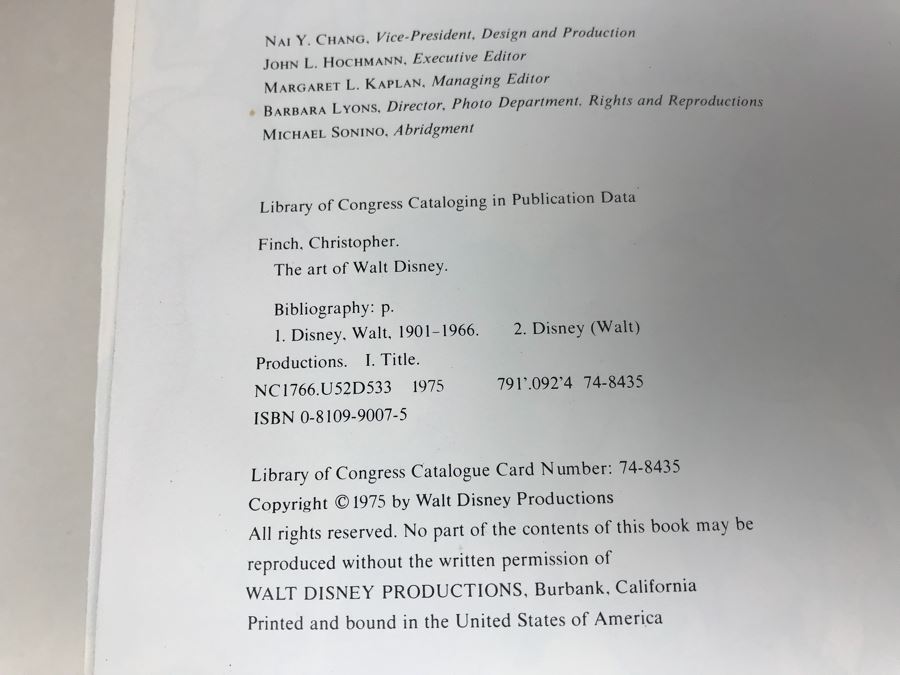 NAI Y. CHANG, Vice-President, Design and Production
JOHN L. HOCHMANN, Executive Editor
MARGARET L. KAPLAN, Managing Editor
BARBARA LYONS, Director, Photo Department, Rights and Reproductions
MICHAEL SONINO, Abridgment
Library of Congress Cataloging in Publication Data
Finch, Christopher.
The art of Walt Disney.
Bibliography: p.
1. Disney, Walt, 1901-1966. 2. Disney (Walt)
Productions. I. Title.
NC1766.U52D533 1975 791'.092'4 74-8435
ISBN 0-8109-9007-5
Library of Congress Catalogue Card Number: 74-8435
Copyright © 1975 by Walt Disney Productions
All rights reserved. No part of the contents of this book may be
reproduced without the written permission of
WALT DISNEY PRODUCTIONS, Burbank, California
Printed and bound in the United States of America